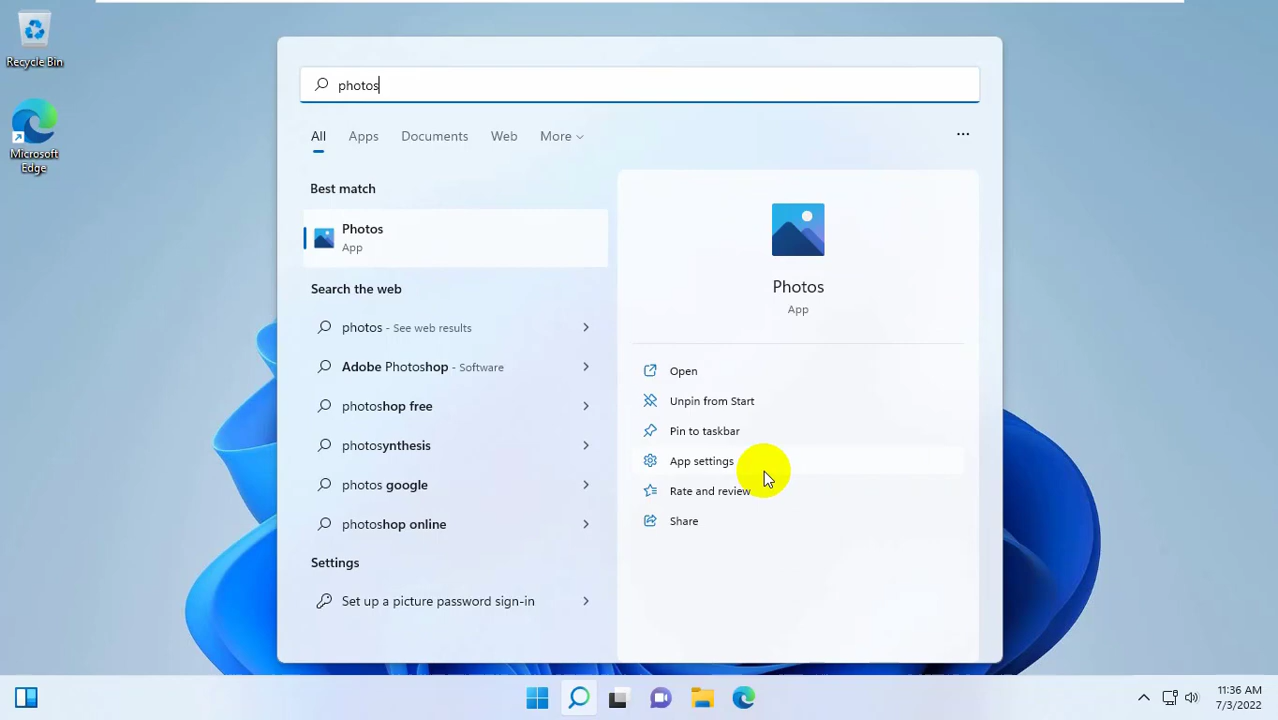 Recycle Bin
Microsoft
Edge
photos
All Apps Documents Web More ...
Best match
Photos
App
Search the web
photos - See web results
Adobe Photoshop - Software
photoshop free
photosynthesis
photos google
photoshop online
Settings
Set up a picture password sign-in
Photos
App
Open
Unpin from Start
Pin to taskbar
App settings
Rate and review
Share
11:36 AM
7/3/2022